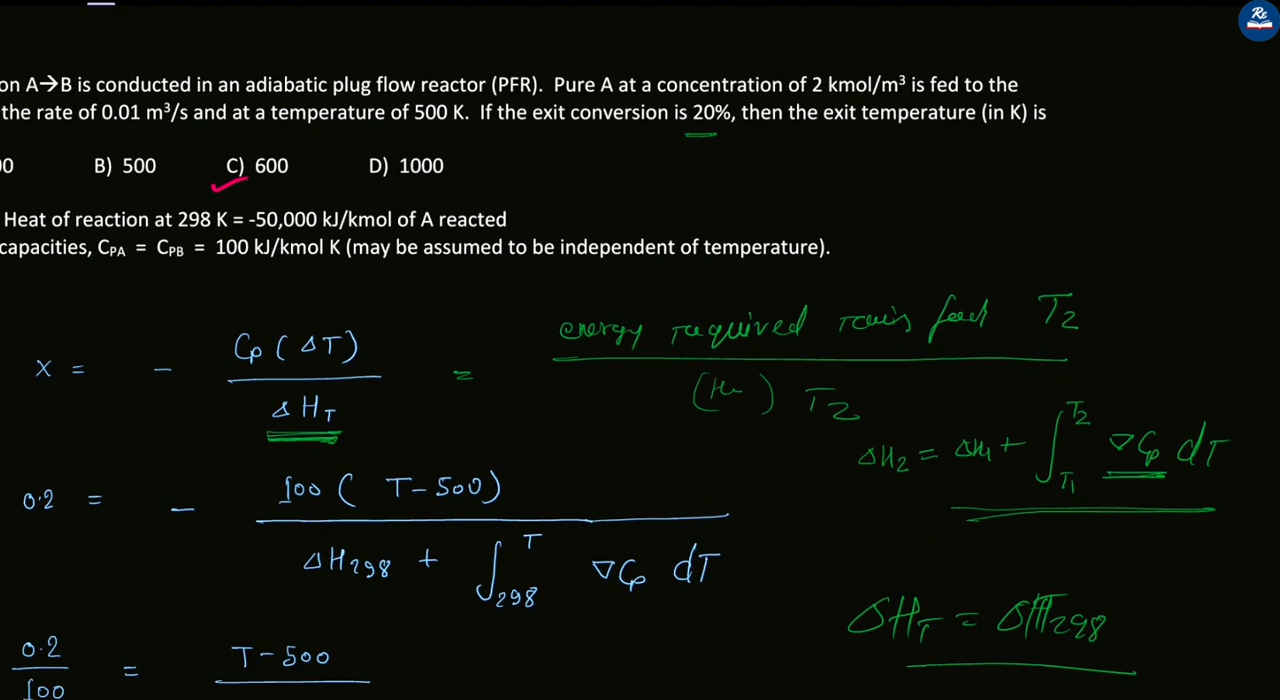 Re
on A→B is conducted in an adiabatic plug flow reactor (PFR). Pure A at a concentration of 2 kmol/m³ is fed to the
the rate of 0.01 m³/s and at a temperature of 500 K. If the exit conversion is 20%, then the exit temperature (in K) is
00 B) 500 C) 600 D) 1000
Heat of reaction at 298 K = -50,000 kJ/kmol of A reacted
capacities, CPA = CPB = 100 kJ/kmol K (may be assumed to be independent of temperature).
energy required feed T2
X = - Cp (ΔT) =
ΔHT
( ) T2
ΔH2 = ΔH1 + ∫T1T2 ∇Cp dT
0.2 = - 100 ( T-500)
ΔH298 + ∫298T ∇Cp dT
ΔHT = ΔH298
0.2 = T-500
100